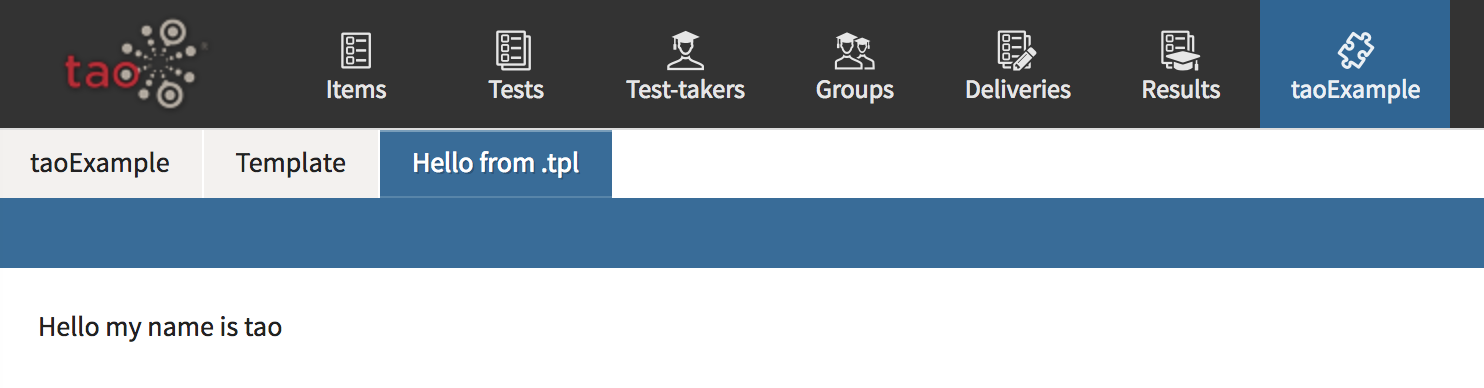 tao
Items
Tests
Test-takers
Groups
Deliveries
Results
taoExample
taoExample
Template
Hello from .tpl
Hello my name is tao